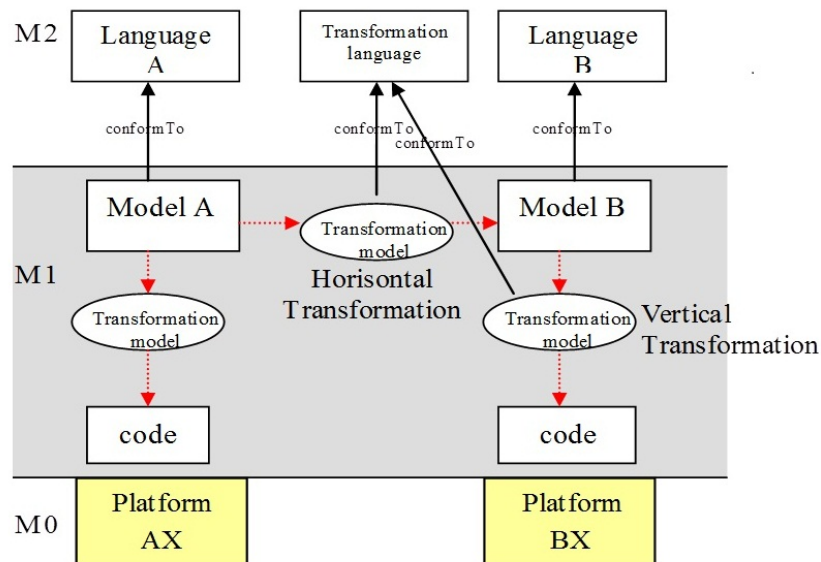 M2
Language
A
Transformation
language
Language
B
conformTo
conformTo
conformTo
conformTo
Model A
Transformation
model
Model B
M1
Horisontal
Transformation
Transformation
model
Transformation
model
Vertical
Transformation
code
code
M0
Platform
AX
Platform
BX